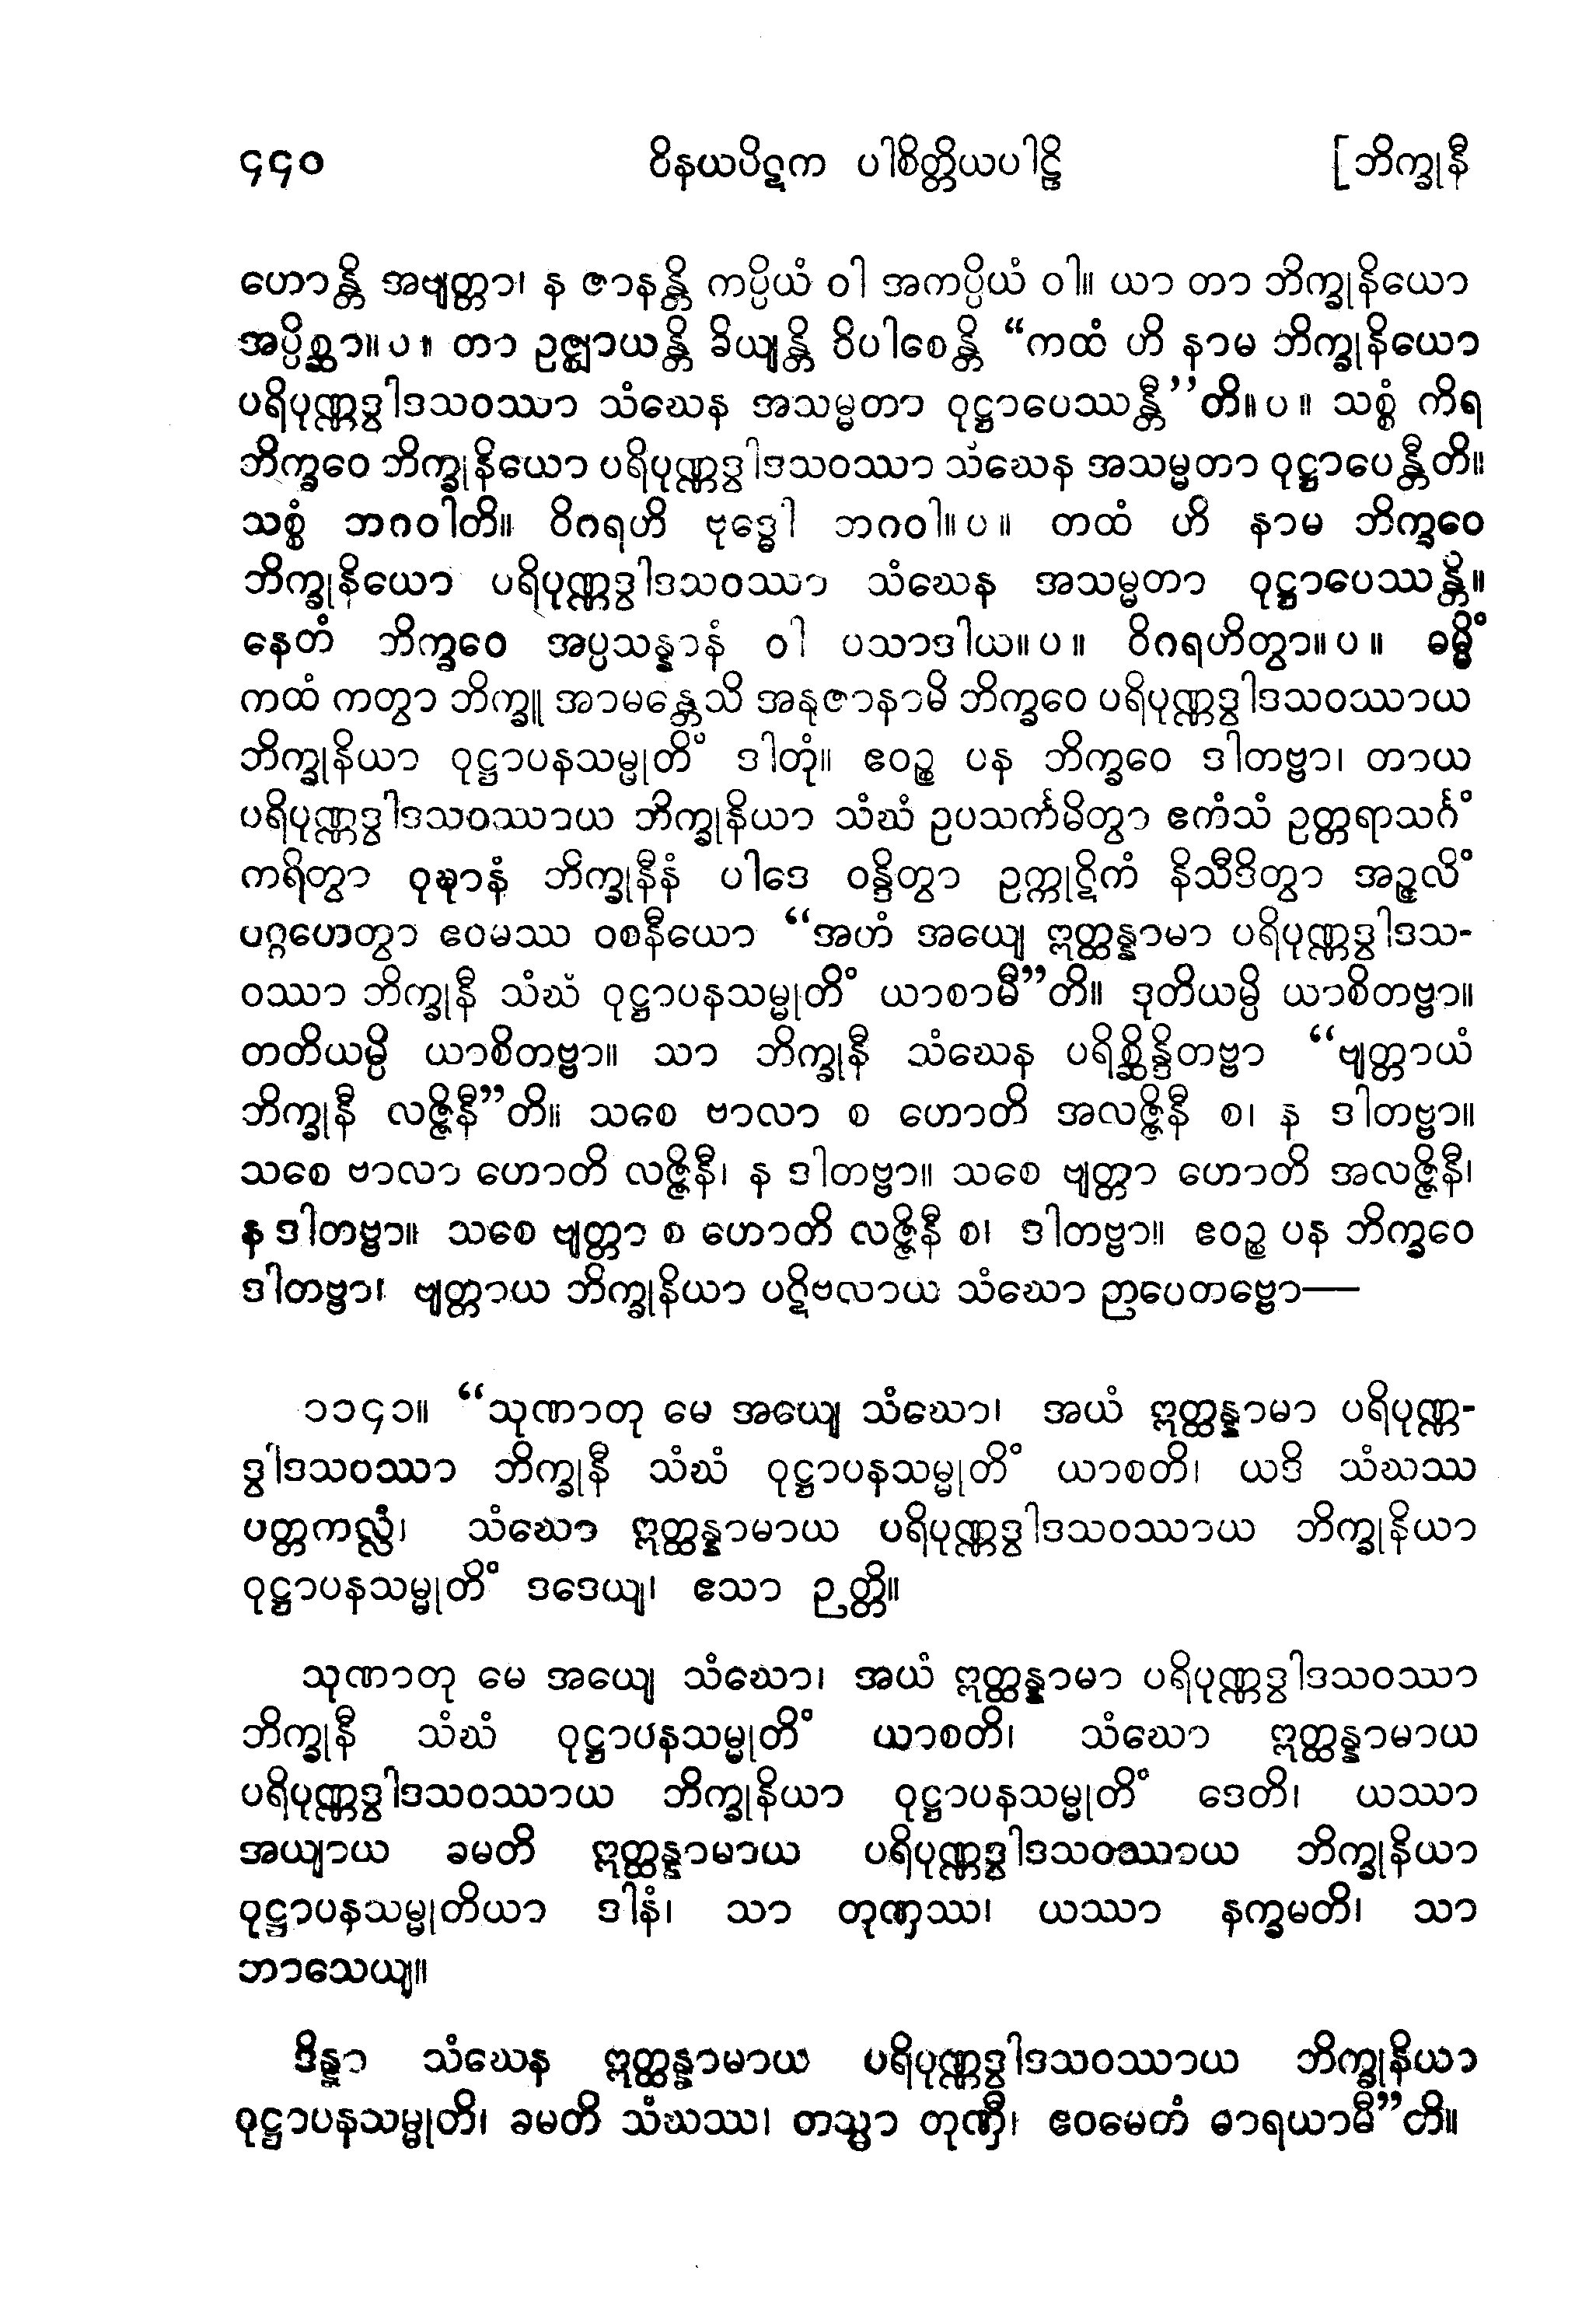 ၄၄၀ ဝိနယပိဋက ပါစိတ္တိယပါဠိ [ဘိက္ခုနီ
ဟောန္တိ အဗျတ္တာ၊ န ဇာနန္တိ ကပ္ပိယံ ဝါ အကပ္ပိယံ ဝါ။ ယာ တာ ဘိက္ခုနိယော
အပ္ပိစ္ဆာ။ပ။ တာ ဥဇ္ဈာယန္တိ ခိယျန္တိ ဝိပါစေန္တိ “ကထံ ဟိ နာမ ဘိက္ခုနိယော
ပရိပုဏ္ဏဒွါဒသဝဿာ သံဃေန အသမ္မတာ ဝုဋ္ဌာပေဿန္တီ”တိ။ပ။ သစ္စံ ကိရ
ဘိက္ခဝေ ဘိက္ခုနိယော ပရိပုဏ္ဏဒွါဒသဝဿာ သံဃေန အသမ္မတာ ဝုဋ္ဌာပေန္တီတိ။
သစ္စံ ဘဂဝါတိ။ ဝိဂရဟိ ဗုဒ္ဓေါ ဘဂဝါ။ပ။ တထံ ဟိ နာမ ဘိက္ခဝေ
ဘိက္ခုနိယော ပရိပုဏ္ဏဒွါဒသဝဿာ သံဃေန အသမ္မတာ ဝုဋ္ဌာပေဿန္တိ။
နေတံ ဘိက္ခဝေ အပ္ပသန္နာနံ ဝါ ပသာဒါယ။ပ။ ဝိဂရဟိတွာ။ပ။ ဓမ္မိံ
ကထံ ကတွာ ဘိက္ခူ အာမန္တေသိ အနုဇာနာမိ ဘိက္ခဝေ ပရိပုဏ္ဏဒွါဒသဝဿာယ
ဘိက္ခုနိယာ ဝုဋ္ဌာပနသမ္မုတိံ ဒါတုံ။ ဧဝဉ္စ ပန ဘိက္ခဝေ ဒါတဗ္ဗာ၊ တာယ
ပရိပုဏ္ဏဒွါဒသဝဿာယ ဘိက္ခုနိယာ သံဃံ ဥပသင်္ကမိတွာ ဧကံသံ ဥတ္တရာသင်္ဂံ
ကရိတွာ ဝုဍ္ဎာနံ ဘိက္ခုနီနံ ပါဒေ ဝန္ဒိတွာ ဥက္ကုဋိကံ နိသီဒိတွာ အဉ္ဇလိံ
ပဂ္ဂဟေတွာ ဧဝမဿ ဝစနီယော “အဟံ အယျေ ဣတ္ထန္နာမာ ပရိပုဏ္ဏဒွါဒသ-
ဝဿာ ဘိက္ခုနီ သံဃံ ဝုဋ္ဌာပနသမ္မုတိံ ယာစာမီ”တိ။ ဒုတိယမ္ပိ ယာစိတဗ္ဗာ။
တတိယမ္ပိ ယာစိတဗ္ဗာ။ သာ ဘိက္ခုနီ သံဃေန ပရိစ္ဆိန္ဒိတဗ္ဗာ “ဗျတ္တာယံ
ဘိက္ခုနီ လဇ္ဇိနီ”တိ။ သစေ ဗာလာ စ ဟောတိ အလဇ္ဇိနီ စ၊ န ဒါတဗ္ဗာ။
သစေ ဗာလာ ဟောတိ လဇ္ဇိနီ၊ န ဒါတဗ္ဗာ။ သစေ ဗျတ္တာ ဟောတိ အလဇ္ဇိနီ၊
န ဒါတဗ္ဗာ။ သစေ ဗျတ္တာ စ ဟောတိ လဇ္ဇိနီ စ၊ ဒါတဗ္ဗာ။ ဧဝဉ္စ ပန ဘိက္ခဝေ
ဒါတဗ္ဗာ၊ ဗျတ္တာယ ဘိက္ခုနိယာ ပဋိဗလာယ သံဃော ဉာပေတဗ္ဗော—
၁၁၄၁။ “သုဏာတု မေ အယျေ သံဃော၊ အယံ ဣတ္ထန္နာမာ ပရိပုဏ္ဏ-
ဒွါဒသဝဿာ ဘိက္ခုနီ သံဃံ ဝုဋ္ဌာပနသမ္မုတိံ ယာစတိ၊ ယဒိ သံဃဿ
ပတ္တကလ္လံ၊ သံဃော ဣတ္ထန္နာမာယ ပရိပုဏ္ဏဒွါဒသဝဿာယ ဘိက္ခုနိယာ
ဝုဋ္ဌာပနသမ္မုတိံ ဒဒေယျ၊ ဧသာ ဉတ္တိ။
သုဏာတု မေ အယျေ သံဃော၊ အယံ ဣတ္ထန္နာမာ ပရိပုဏ္ဏဒွါဒသဝဿာ
ဘိက္ခုနီ သံဃံ ဝုဋ္ဌာပနသမ္မုတိံ ယာစတိ၊ သံဃော ဣတ္ထန္နာမာယ
ပရိပုဏ္ဏဒွါဒသဝဿာယ ဘိက္ခုနိယာ ဝုဋ္ဌာပနသမ္မုတိံ ဒေတိ၊ ယဿာ
အယျာယ ခမတိ ဣတ္ထန္နာမာယ ပရိပုဏ္ဏဒွါဒသဝဿာယ ဘိက္ခုနိယာ
ဝုဋ္ဌာပနသမ္မုတိယာ ဒါနံ၊ သာ တုဏှဿ၊ ယဿာ နက္ခမတိ၊ သာ
ဘာသေယျ။
ဒိန္နာ သံဃေန ဣတ္ထန္နာမာယ ပရိပုဏ္ဏဒွါဒသဝဿာယ ဘိက္ခုနိယာ
ဝုဋ္ဌာပနသမ္မုတိ၊ ခမတိ သံဃဿ၊ တသ္မာ တုဏှီ၊ ဧဝမေတံ ဓာရယာမီ”တိ။